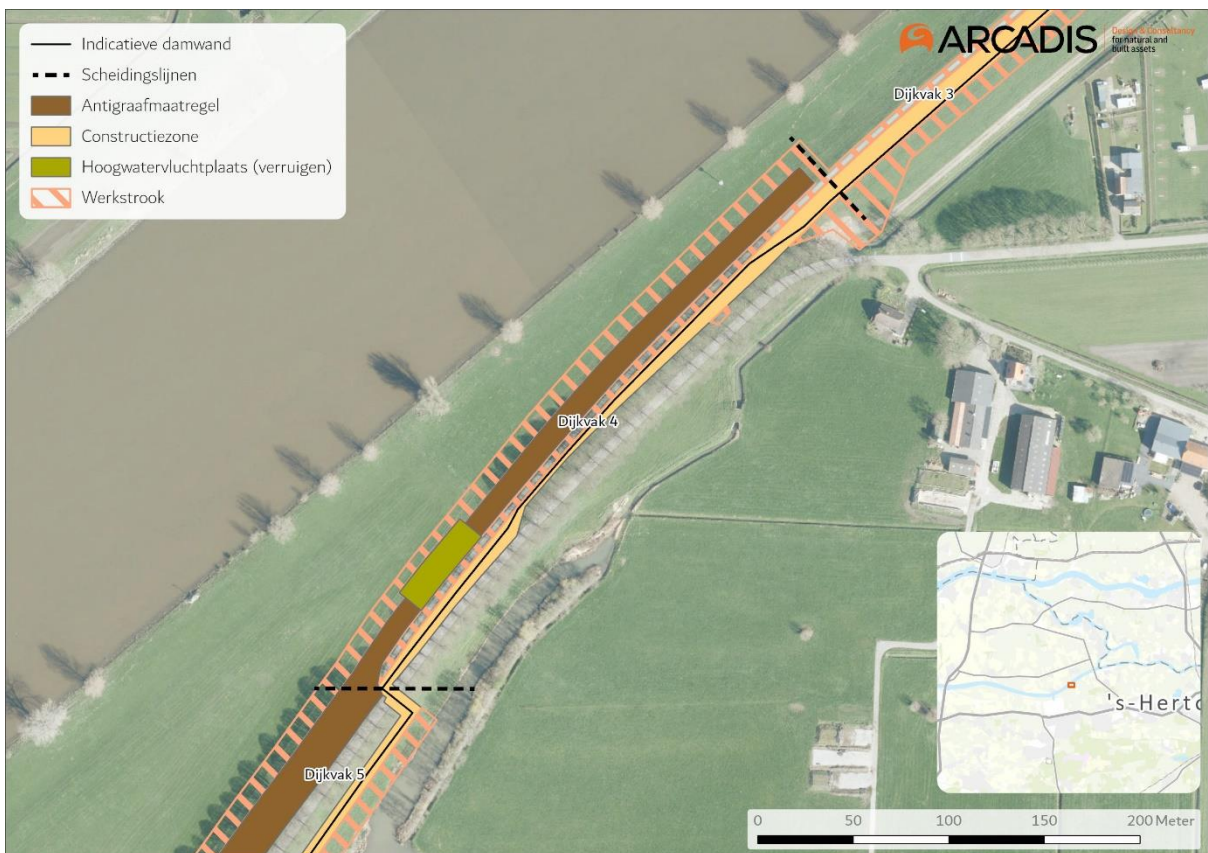 Indicatieve damwand
Scheidingslijnen
Antigraafmaatregel
Constructiezone
Hoogwatervluchtplaats (verruigen)
Werkstrook
ARCADIS
Design & Consultancy
for natural and
built assets
Dijkvak 3
Dijkvak 4
Dijkvak 5
's-Herto
0 50 100 150 200 Meter